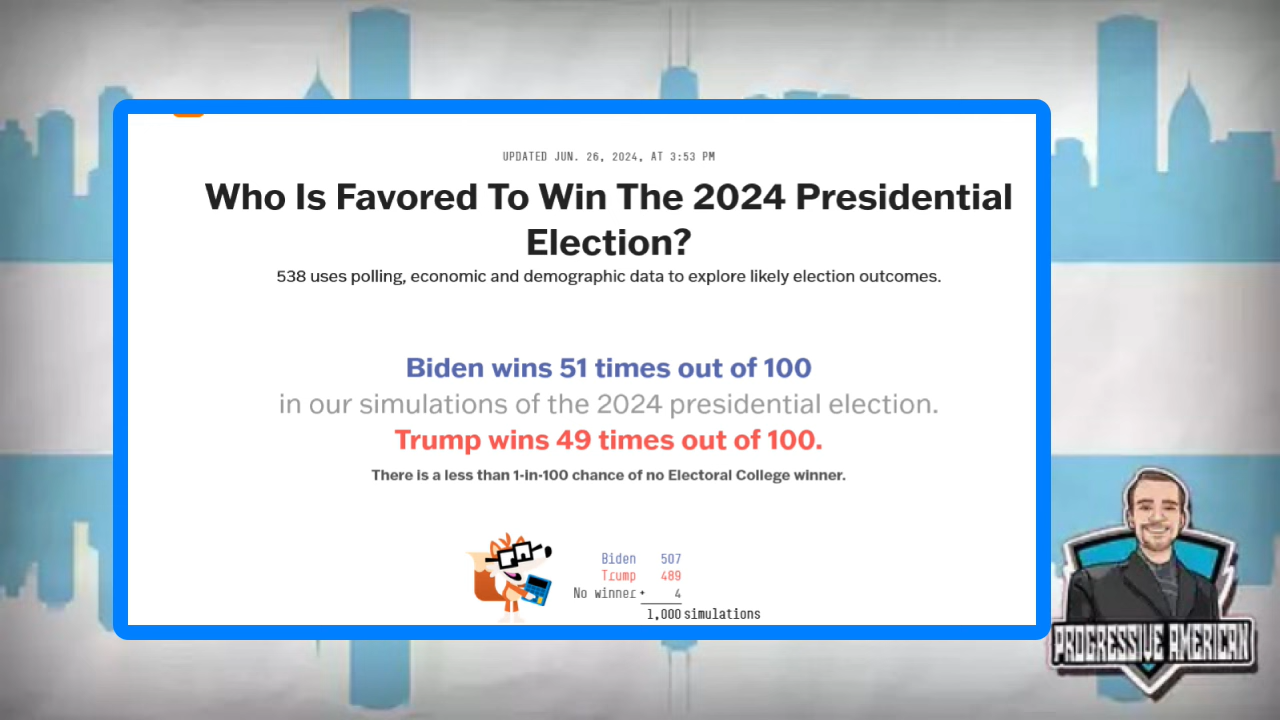 UPDATED JUN. 26, 2024, AT 3:53 PM
Who Is Favored To Win The 2024 Presidential
Election?
538 uses polling, economic and demographic data to explore likely election outcomes.
Biden wins 51 times out of 100
in our simulations of the 2024 presidential election.
Trump wins 49 times out of 100.
There is a less than 1-in-100 chance of no Electoral College winner.
Biden 507
Trump 489
No winner + 4
1,000 simulations
PROGRESSIVE AMERICAN